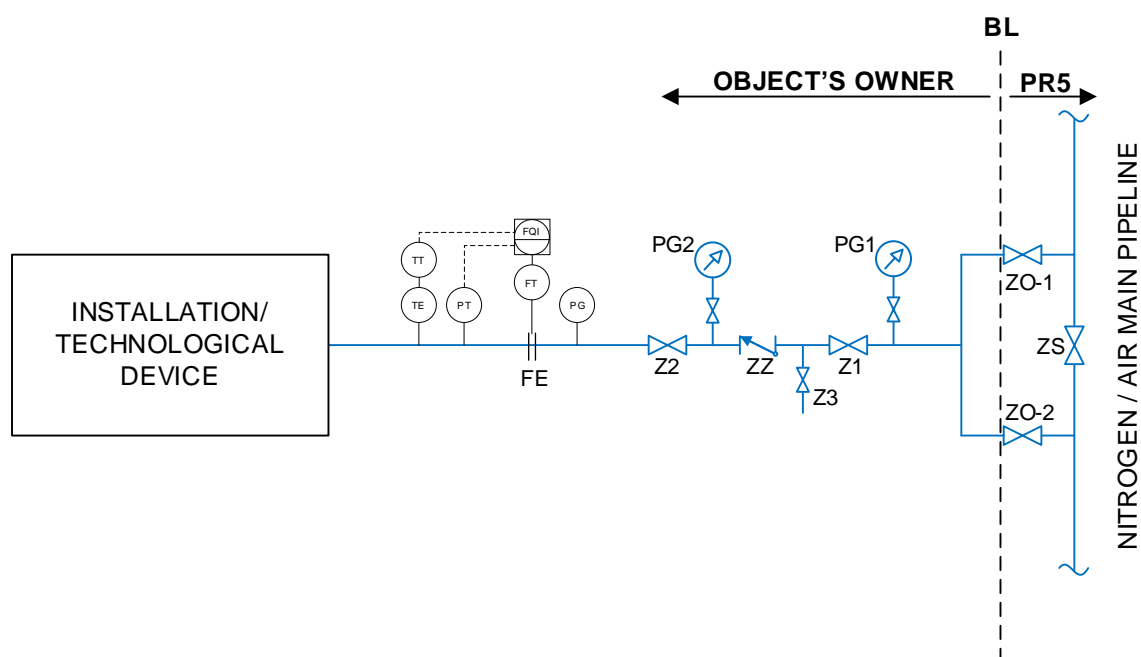 BL
OBJECT'S OWNER
PR5
NITROGEN / AIR MAIN PIPELINE
FQI
PG2
PG1
TT
FT
ZO-1
INSTALLATION/
TECHNOLOGICAL
DEVICE
TE
PT
PG
ZS
FE
Z2
ZZ
Z1
Z3
ZO-2